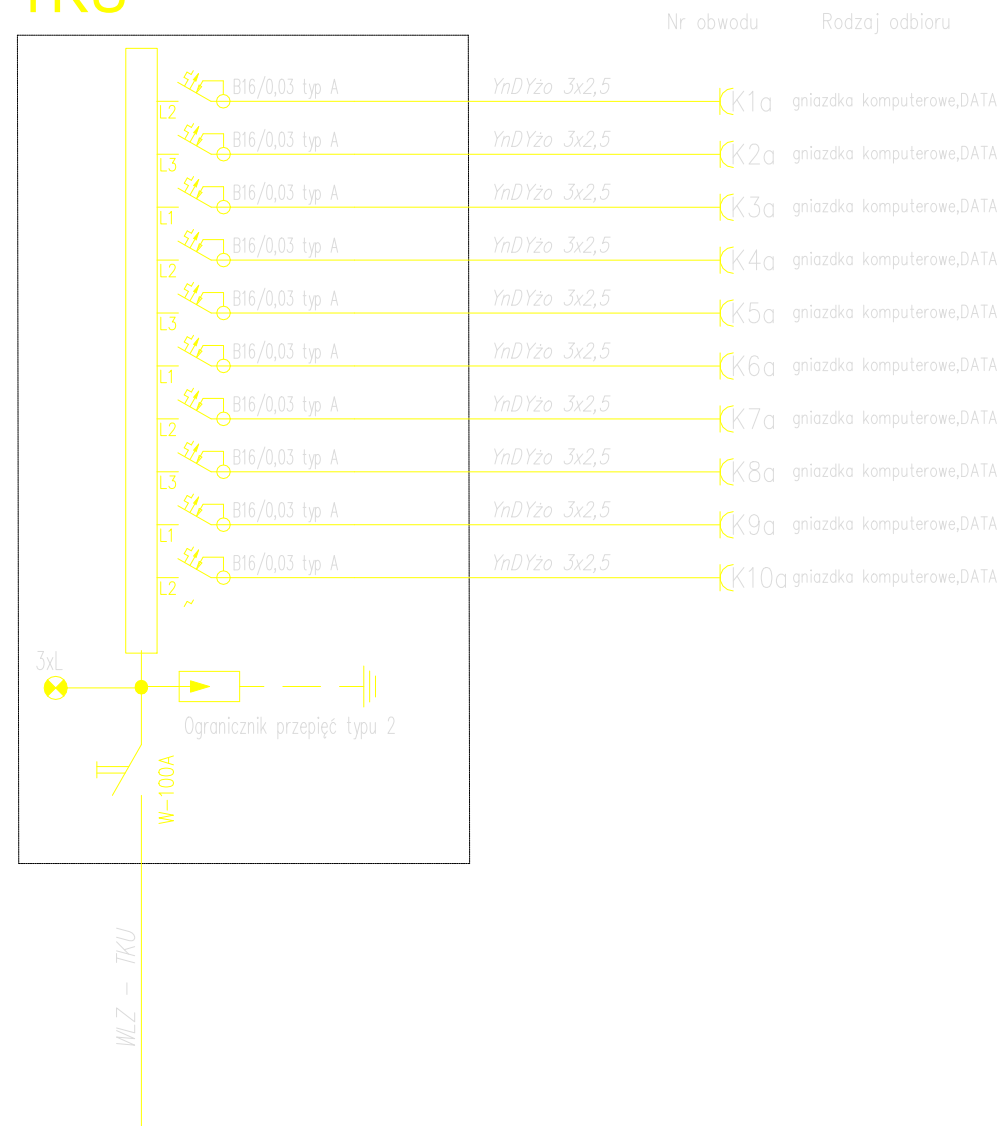 TKU
Nr obwodu Rodzaj odbioru
B16/0,03 typ A YnDYżo 3x2,5 K1a gniazdka komputerowe,DATA
L2
B16/0,03 typ A YnDYżo 3x2,5 K2a gniazdka komputerowe,DATA
L3
B16/0,03 typ A YnDYżo 3x2,5 K3a gniazdka komputerowe,DATA
L1
B16/0,03 typ A YnDYżo 3x2,5 K4a gniazdka komputerowe,DATA
L2
B16/0,03 typ A YnDYżo 3x2,5 K5a gniazdka komputerowe,DATA
L3
B16/0,03 typ A YnDYżo 3x2,5 K6a gniazdka komputerowe,DATA
L1
B16/0,03 typ A YnDYżo 3x2,5 K7a gniazdka komputerowe,DATA
L2
B16/0,03 typ A YnDYżo 3x2,5 K8a gniazdka komputerowe,DATA
L3
B16/0,03 typ A YnDYżo 3x2,5 K9a gniazdka komputerowe,DATA
L1
B16/0,03 typ A YnDYżo 3x2,5 K10a gniazdka komputerowe,DATA
L2
3xL
Ogranicznik przepięć typu 2
W-100A
WLZ - TKU